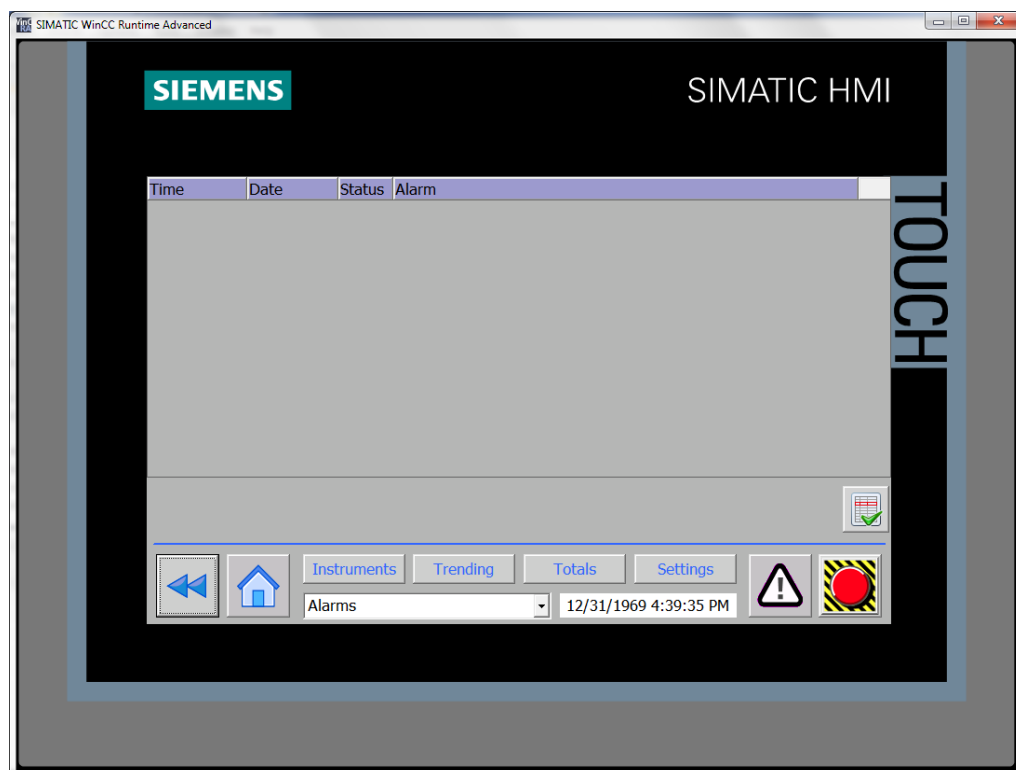 SIMATIC WinCC Runtime Advanced
SIEMENS
SIMATIC HMI
TOUCH
Time Date Status Alarm
Instruments Trending Totals Settings
Alarms 12/31/1969 4:39:35 PM